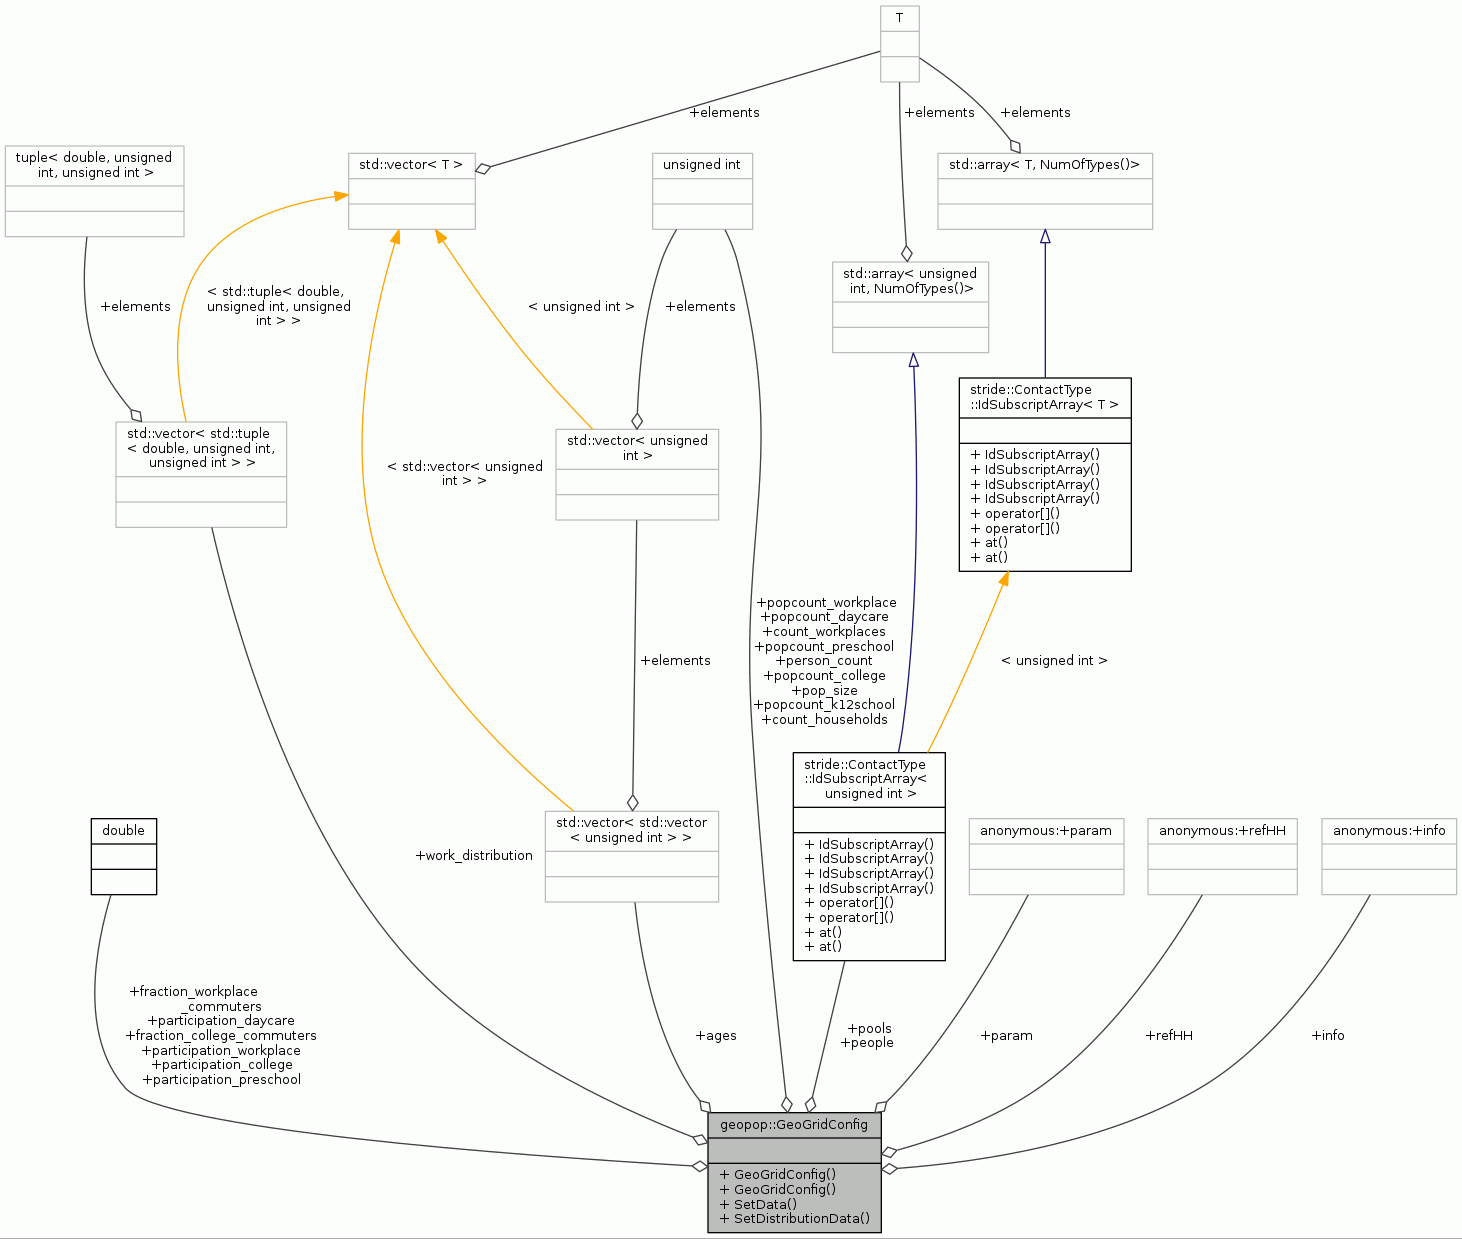 T
+elements
+elements
+elements
tuple< double, unsigned
int, unsigned int >
std::vector< T >
unsigned int
std::array< T, NumOfTypes()>
std::array< unsigned
int, NumOfTypes()>
+elements
< std::tuple< double,
unsigned int, unsigned
int > >
< unsigned int >
+elements
stride::ContactType
::IdSubscriptArray< T >
+ IdSubscriptArray()
+ IdSubscriptArray()
+ IdSubscriptArray()
+ IdSubscriptArray()
+ operator[]()
+ operator[]()
+ at()
+ at()
std::vector< std::tuple
< double, unsigned int,
unsigned int > >
< std::vector< unsigned
int > >
std::vector< unsigned
int >
+popcount_workplace
+popcount_daycare
+count_workplaces
+popcount_preschool
+person_count
+popcount_college
+pop_size
+popcount_k12school
+count_households
+elements
< unsigned int >
stride::ContactType
::IdSubscriptArray<
unsigned int >
+ IdSubscriptArray()
+ IdSubscriptArray()
+ IdSubscriptArray()
+ IdSubscriptArray()
+ operator[]()
+ operator[]()
+ at()
+ at()
double
+work_distribution
std::vector< std::vector
< unsigned int > >
anonymous:+param
anonymous:+refHH
anonymous:+info
+fraction_workplace
_commuters
+participation_daycare
+fraction_college_commuters
+participation_workplace
+participation_college
+participation_preschool
+ages
+pools
+people
+param
+refHH
+info
geopop::GeoGridConfig
+ GeoGridConfig()
+ GeoGridConfig()
+ SetData()
+ SetDistributionData()